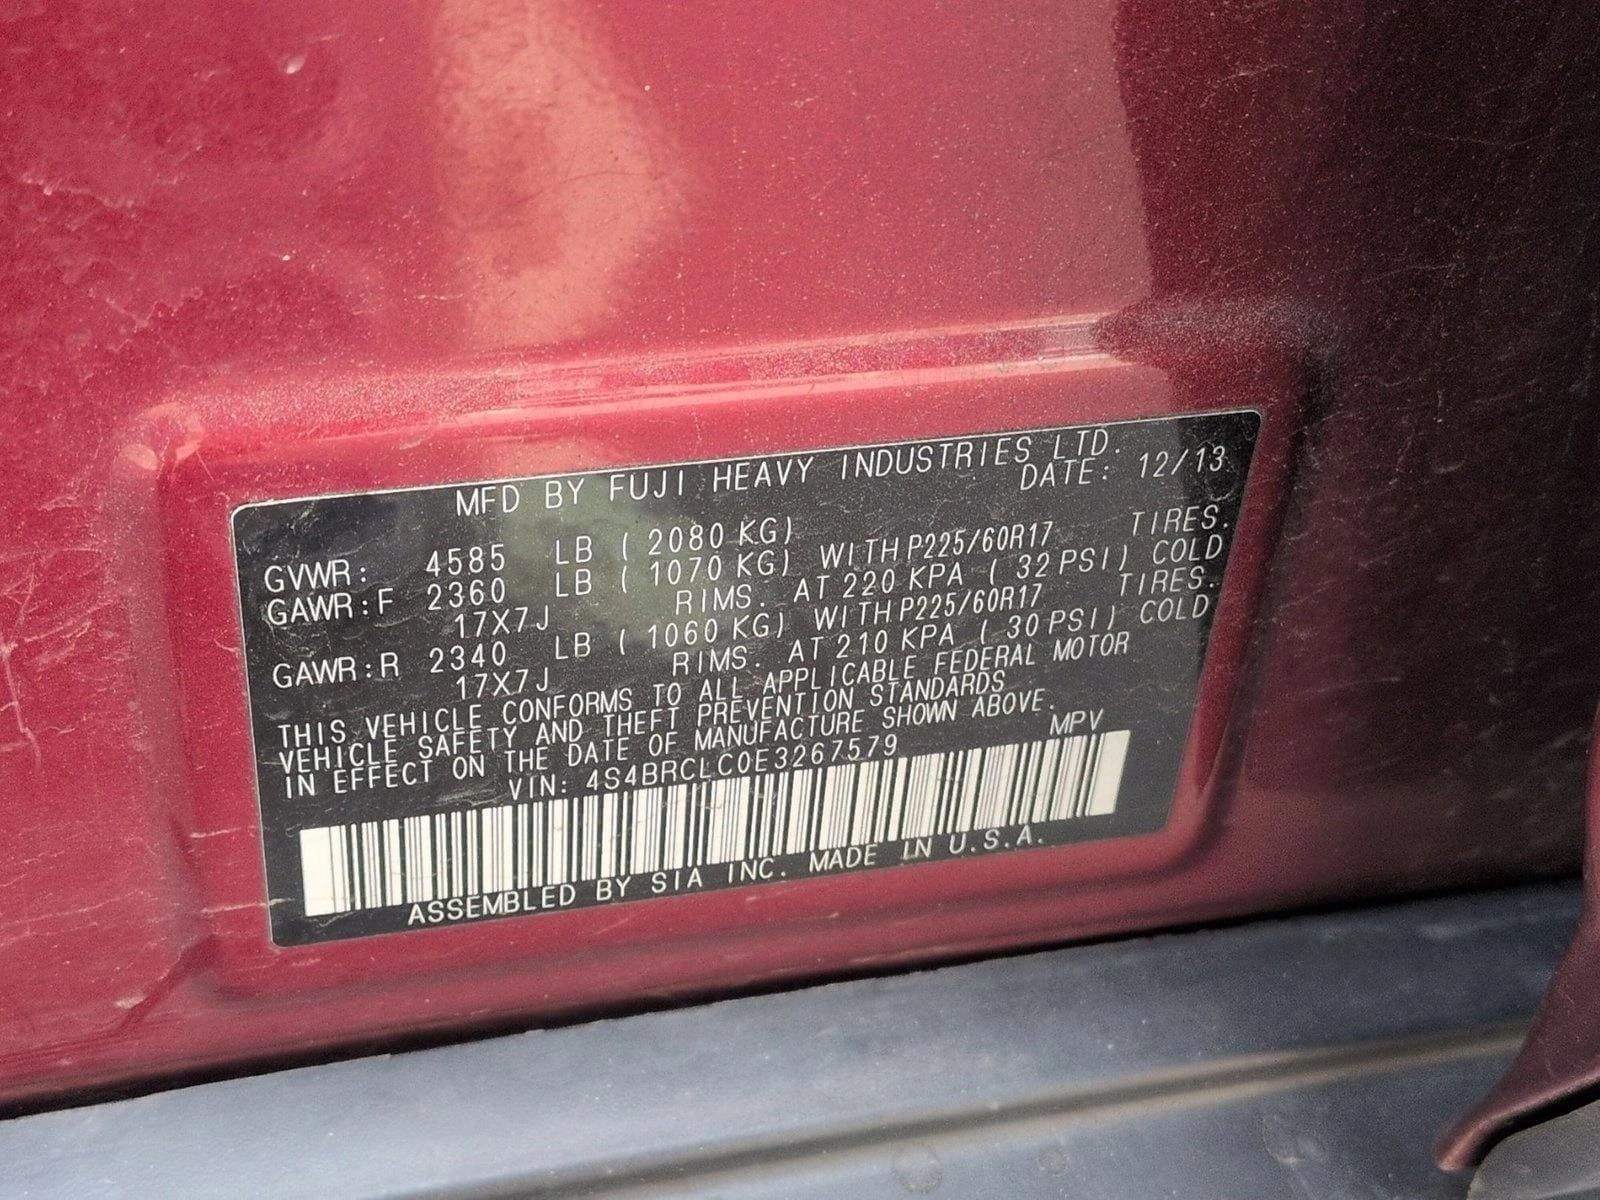 MFD BY FUJI HEAVY INDUSTRIES LTD.
DATE: 12/13
GVWR: 4585 LB ( 2080 KG)
GAWR:F 2360 LB ( 1070 KG) WITH P225/60R17 TIRES.
17X7J RIMS. AT 220 KPA ( 32 PSI) COLD
GAWR:R 2340 LB ( 1060 KG) WITH P225/60R17 TIRES.
17X7J RIMS. AT 210 KPA ( 30 PSI) COLD
THIS VEHICLE CONFORMS TO ALL APPLICABLE FEDERAL MOTOR
VEHICLE SAFETY AND THEFT PREVENTION STANDARDS
IN EFFECT ON THE DATE OF MANUFACTURE SHOWN ABOVE.
VIN: 4S4BRCLC0E3267579 MPV
ASSEMBLED BY SIA INC. MADE IN U.S.A.